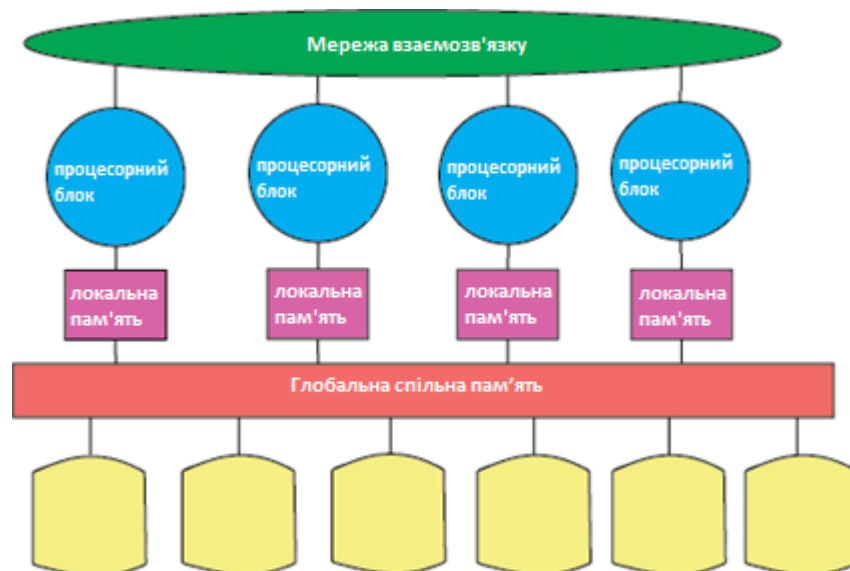 Мережа взаємозв'язку
процесорний
блок
процесорний
блок
процесорний
блок
процесорний
блок
локальна
пам'ять
локальна
пам'ять
локальна
пам'ять
локальна
пам'ять
Глобальна спільна пам'ять